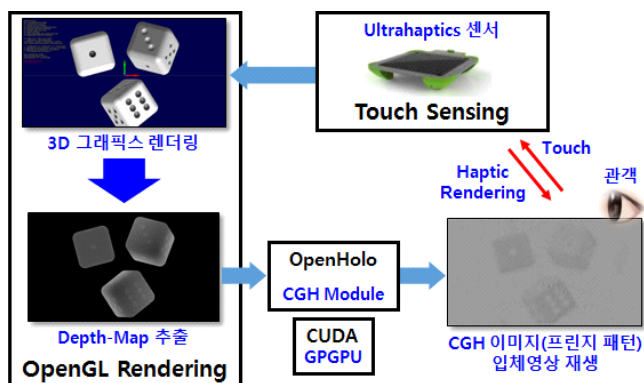 Ultrahaptics 센서
Touch Sensing
3D 그래픽스 렌더링
Touch
Haptic
Rendering
관객
OpenHolo
CGH Module
CUDA
GPGPU
Depth-Map 추출
OpenGL Rendering
CGH 이미지(프린지 패턴)
입체영상 재생